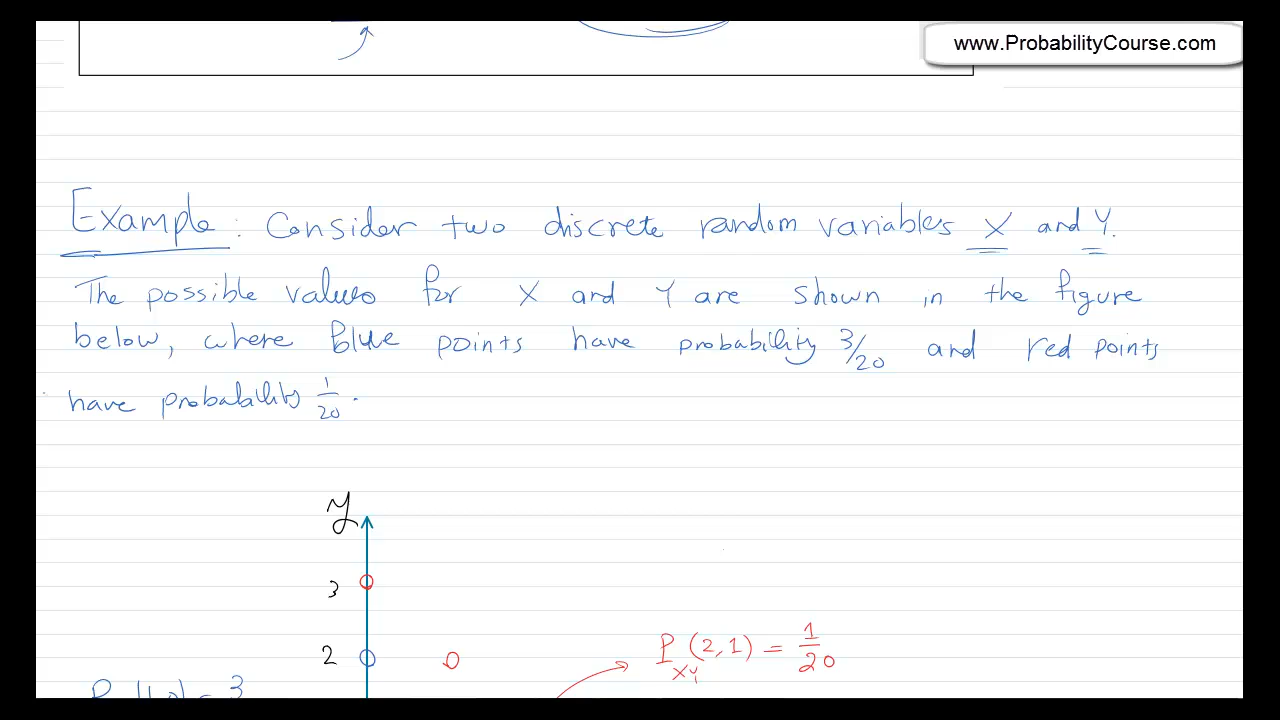 www.ProbabilityCourse.com
Example: Consider two discrete random variables X and Y.
The possible values for X and Y are shown in the figure
below, where Blue points have probability 3/20 and red points
have probability 1/20.
y
3
P_XY (2,1) = 1/20
2